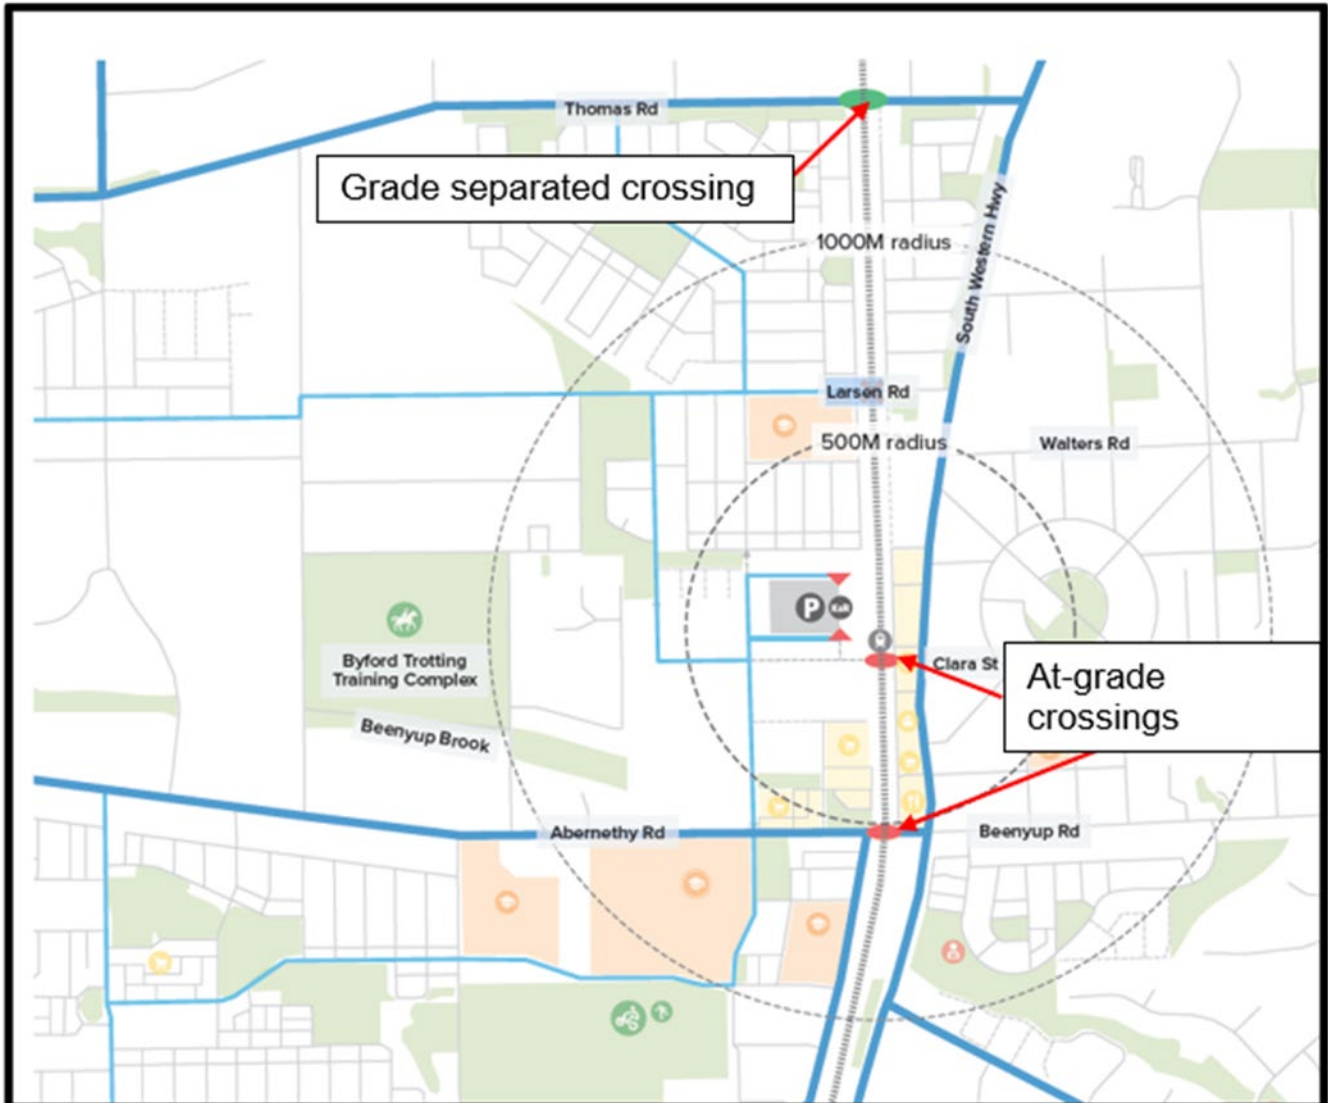 Thomas Rd
Grade separated crossing
1000M radius
South Western Hwy
Larsen Rd
500M radius
Walters Rd
P
K&R
Byford Trotting
Training Complex
Clara St
At-grade
crossings
Beenyup Brook
Abernethy Rd
Beenyup Rd